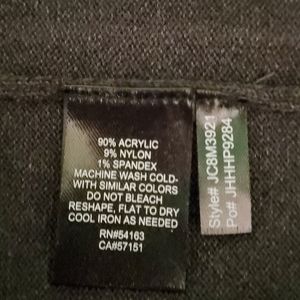 90% ACRYLIC
9% NYLON
1% SPANDEX
MACHINE WASH COLD-
WITH SIMILAR COLORS
DO NOT BLEACH
RESHAPE, FLAT TO DRY
COOL IRON AS NEEDED
RN#54163
CA#57151
Style# JC8M3921
Po# JHHHP9284